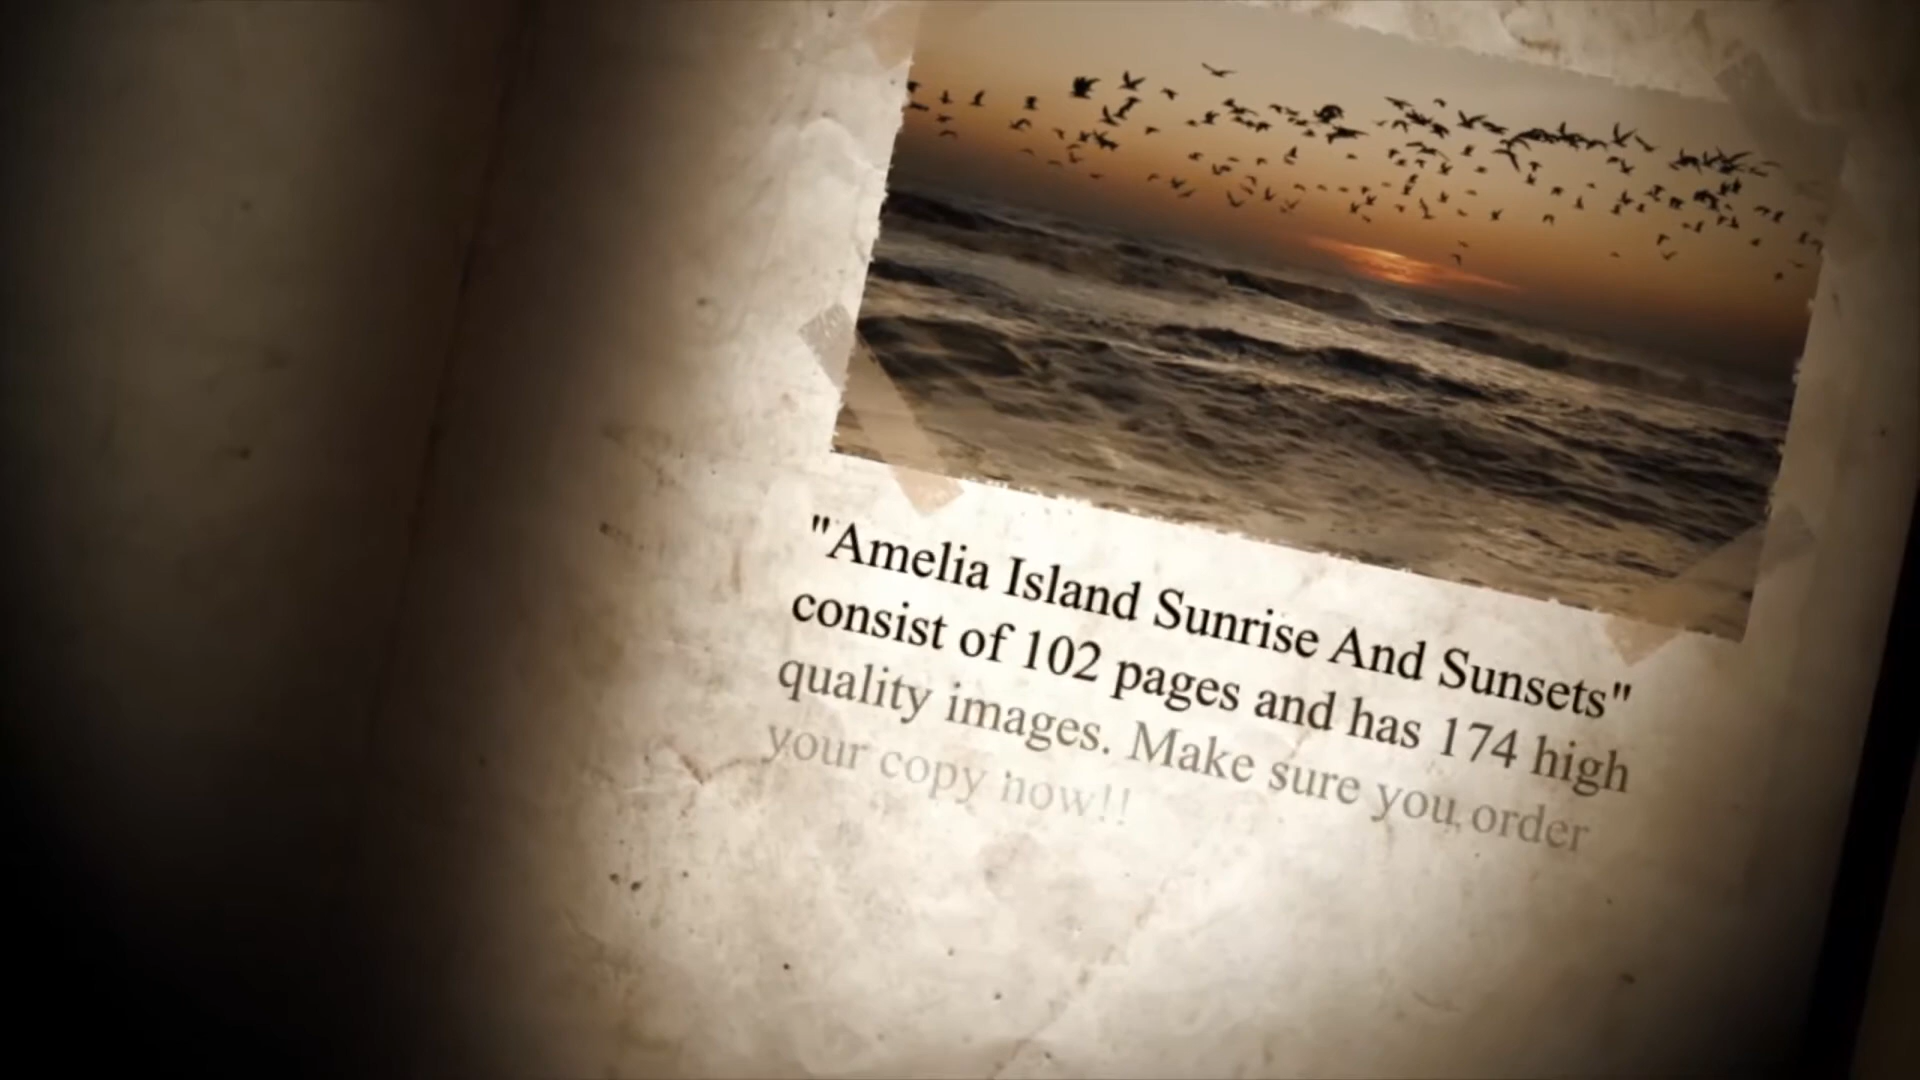 "Amelia Island Sunrise And Sunsets"
consist of 102 pages and has 174 high
quality images. Make sure you order
your copy now!!